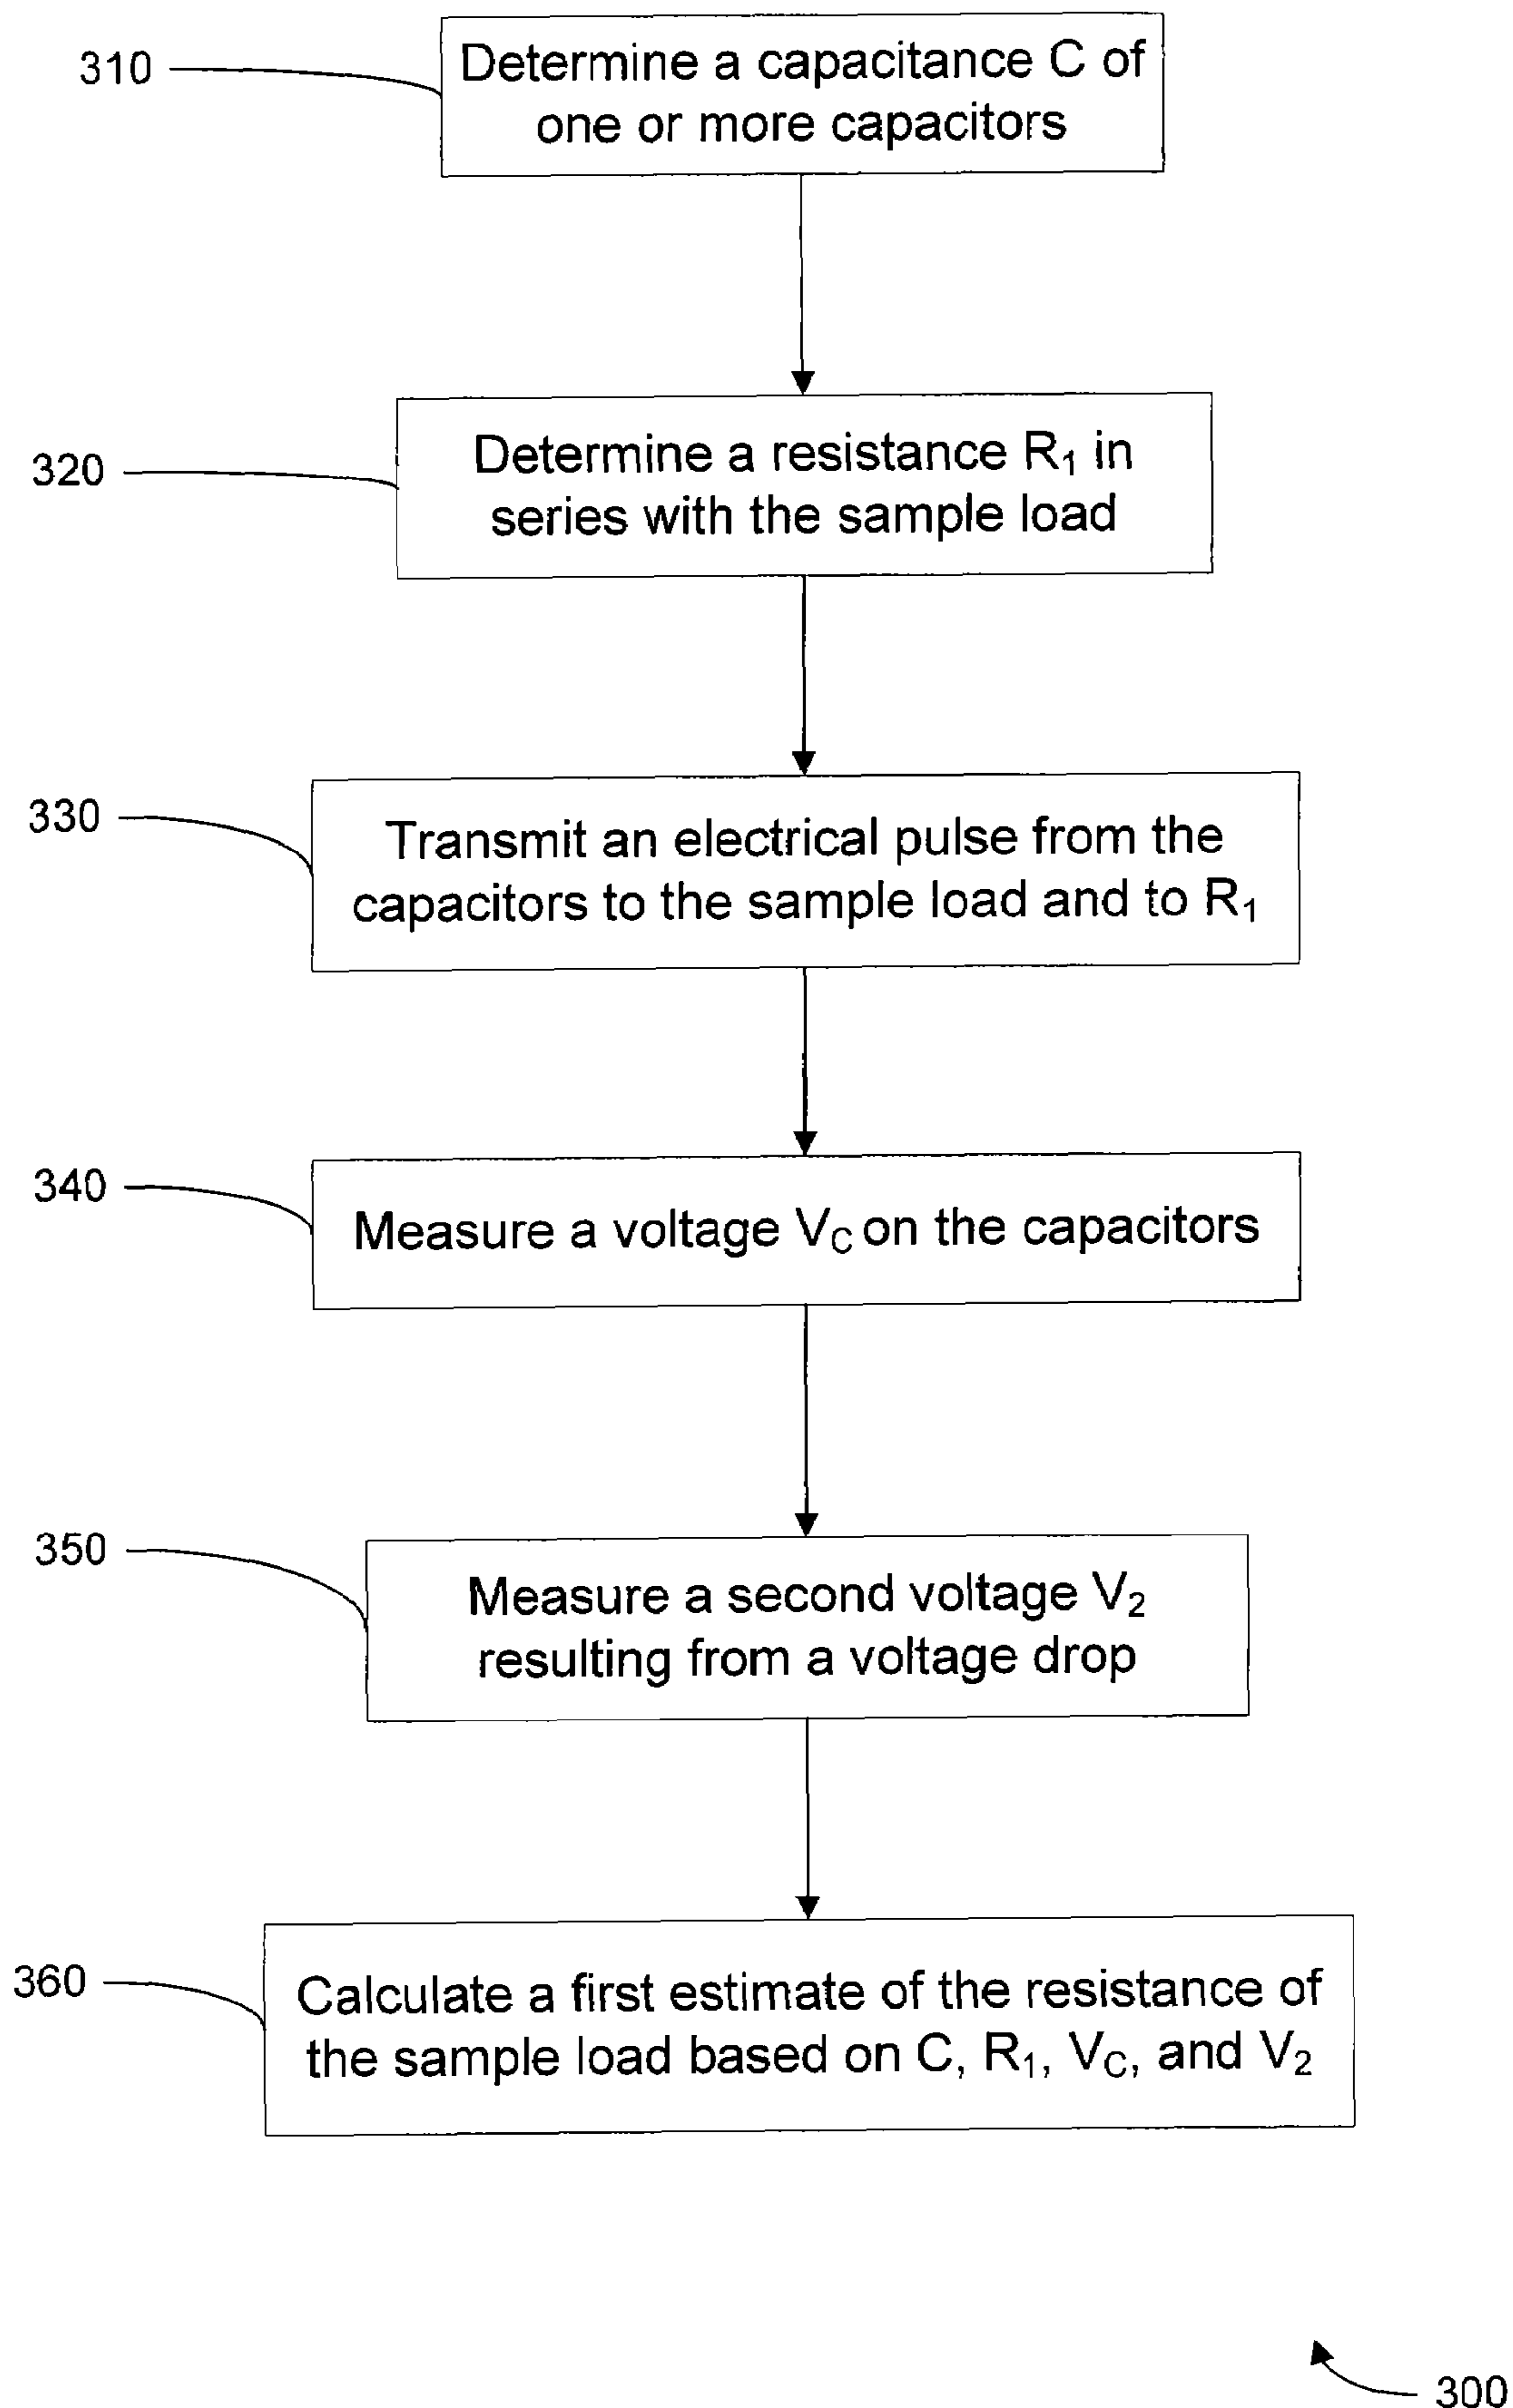 310
Determine a capacitance C of
one or more capacitors
320
Determine a resistance R₁ in
series with the sample load
330
Transmit an electrical pulse from the
capacitors to the sample load and to R₁
340
Measure a voltage V_C on the capacitors
350
Measure a second voltage V₂
resulting from a voltage drop
360
Calculate a first estimate of the resistance of
the sample load based on C, R₁, V_C, and V₂
300